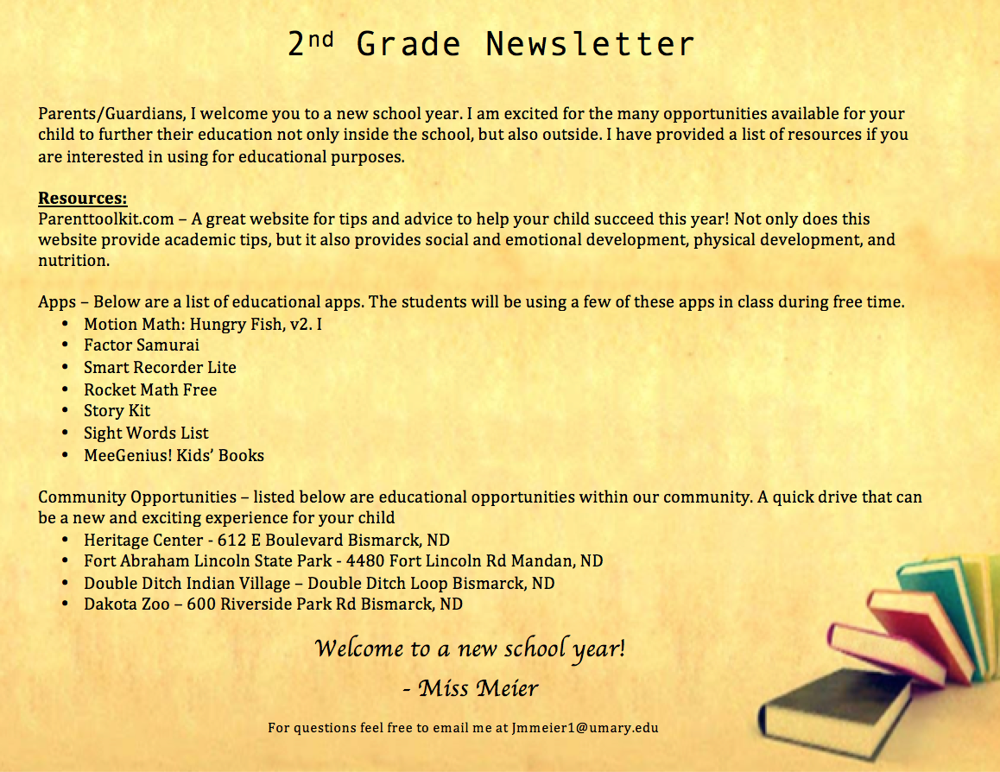 2nd Grade Newsletter
Parents/Guardians, I welcome you to a new school year. I am excited for the many opportunities available for your
child to further their education not only inside the school, but also outside. I have provided a list of resources if you
are interested in using for educational purposes.
Resources:
Parenttoolkit.com – A great website for tips and advice to help your child succeed this year! Not only does this
website provide academic tips, but it also provides social and emotional development, physical development, and
nutrition.
Apps – Below are a list of educational apps. The students will be using a few of these apps in class during free time.
• Motion Math: Hungry Fish, v2. I
• Factor Samurai
• Smart Recorder Lite
• Rocket Math Free
• Story Kit
• Sight Words List
• MeeGenius! Kids’ Books
Community Opportunities – listed below are educational opportunities within our community. A quick drive that can
be a new and exciting experience for your child
• Heritage Center - 612 E Boulevard Bismarck, ND
• Fort Abraham Lincoln State Park - 4480 Fort Lincoln Rd Mandan, ND
• Double Ditch Indian Village – Double Ditch Loop Bismarck, ND
• Dakota Zoo – 600 Riverside Park Rd Bismarck, ND
Welcome to a new school year!
- Miss Meier
For questions feel free to email me at Jmmeier1@umary.edu